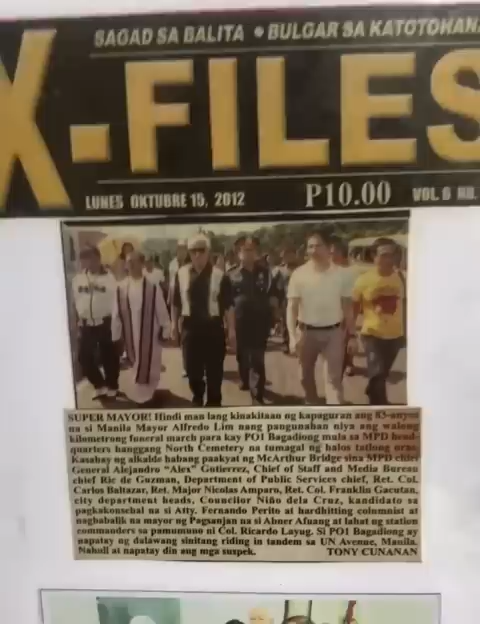 SAGAD SA BALITA • BULGAR SA KATOTOHAN
X-FILES
LUNES OKTUBRE 15, 2012 P10.00 VOL. 6 NO.
SUPER MAYOR! Hindi man lang kinakitaan ng kapaguran ang 83-anyos
na si Manila Mayor Alfredo Lim nang pangunahan niya ang walong
kilometrong funeral march para kay PO1 Bagadiong mula sa MPD head-
quarters hanggang North Cemetery na tumagal ng halos tatlong oras.
Kasabay ng alkalde habang paakyat ng McArthur Bridge sina MPD chief
General Alejandro "Alex" Gutierrez, Chief of Staff and Media Bureau
chief Ric de Guzman, Department of Public Services chief, Ret. Col.
Carlos Baltazar, Ret. Major Nicolas Amparo, Ret. Col. Franklin Gacutan,
city department heads, Councilor Niño dela Cruz, kandidato sa
pagkakonsehal na si Atty. Fernando Perito at hardhitting columnist at
nagbabalik na mayor ng Pagsanjan na si Abner Afuang at lahat ng station
commanders sa pamumuno ni Col. Ricardo Layug. Si PO1 Bagadiong ay
napatay ng dalawang sinitang riding in tandem sa UN Avenue, Manila.
Nahuli at napatay din ang mga suspek. TONY CUNANAN